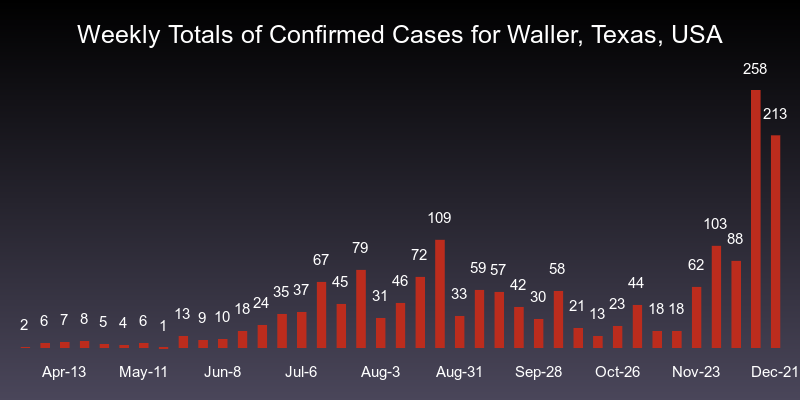 Weekly Totals of Confirmed Cases for Waller, Texas, USA
2 6 7 8 5 4 6 1 13 9 10 18 24 35 37 67 45 79 31 46 72 109 33 59 57 42 30 58 21 13 23 44 18 18 62 103 88 258 213
Apr-13 May-11 Jun-8 Jul-6 Aug-3 Aug-31 Sep-28 Oct-26 Nov-23 Dec-21